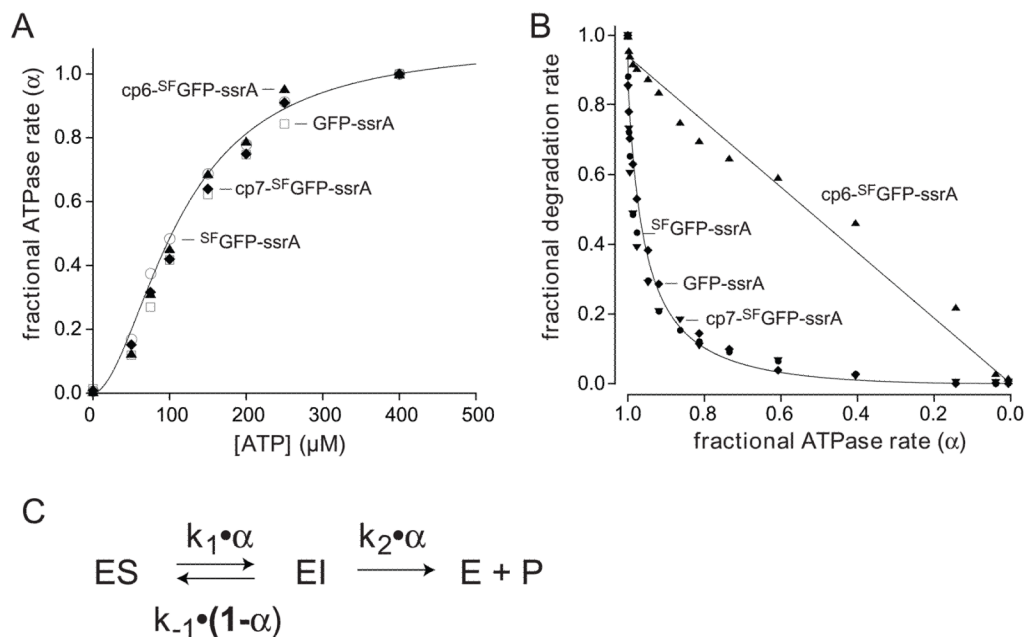 A
fractional ATPase rate (α)
1.0
0.8
0.6
0.4
0.2
0.0
cp6-SFGFP-ssrA
GFP-ssrA
cp7-SFGFP-ssrA
SFGFP-ssrA
0
100
200
300
400
500
[ATP] (µM)
B
fractional degradation rate
1.0
0.8
0.6
0.4
0.2
0.0
cp6-SFGFP-ssrA
SFGFP-ssrA
GFP-ssrA
cp7-SFGFP-ssrA
1.0
0.8
0.6
0.4
0.2
0.0
fractional ATPase rate (α)
C
k1•α
k2•α
ES
EI
E + P
k-1•(1-α)